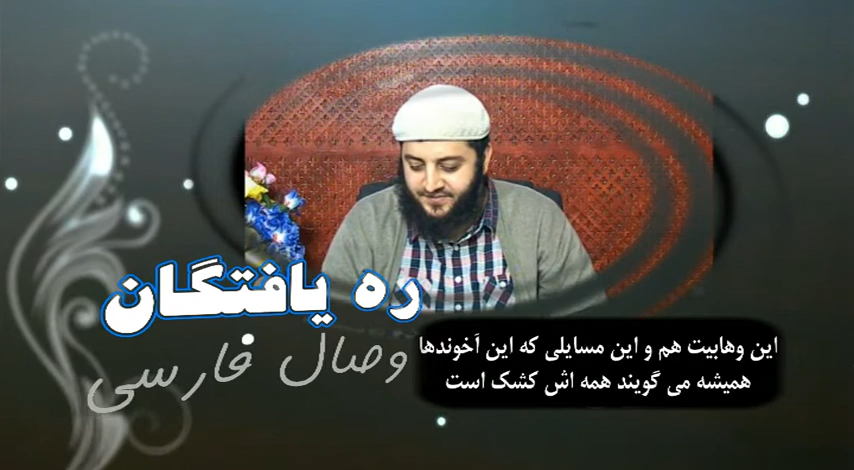 ره یافتگان
وصال فارسی
این وهابیت هم و این مسایلی که این آخوندها
همیشه می گویند همه اش کشک است